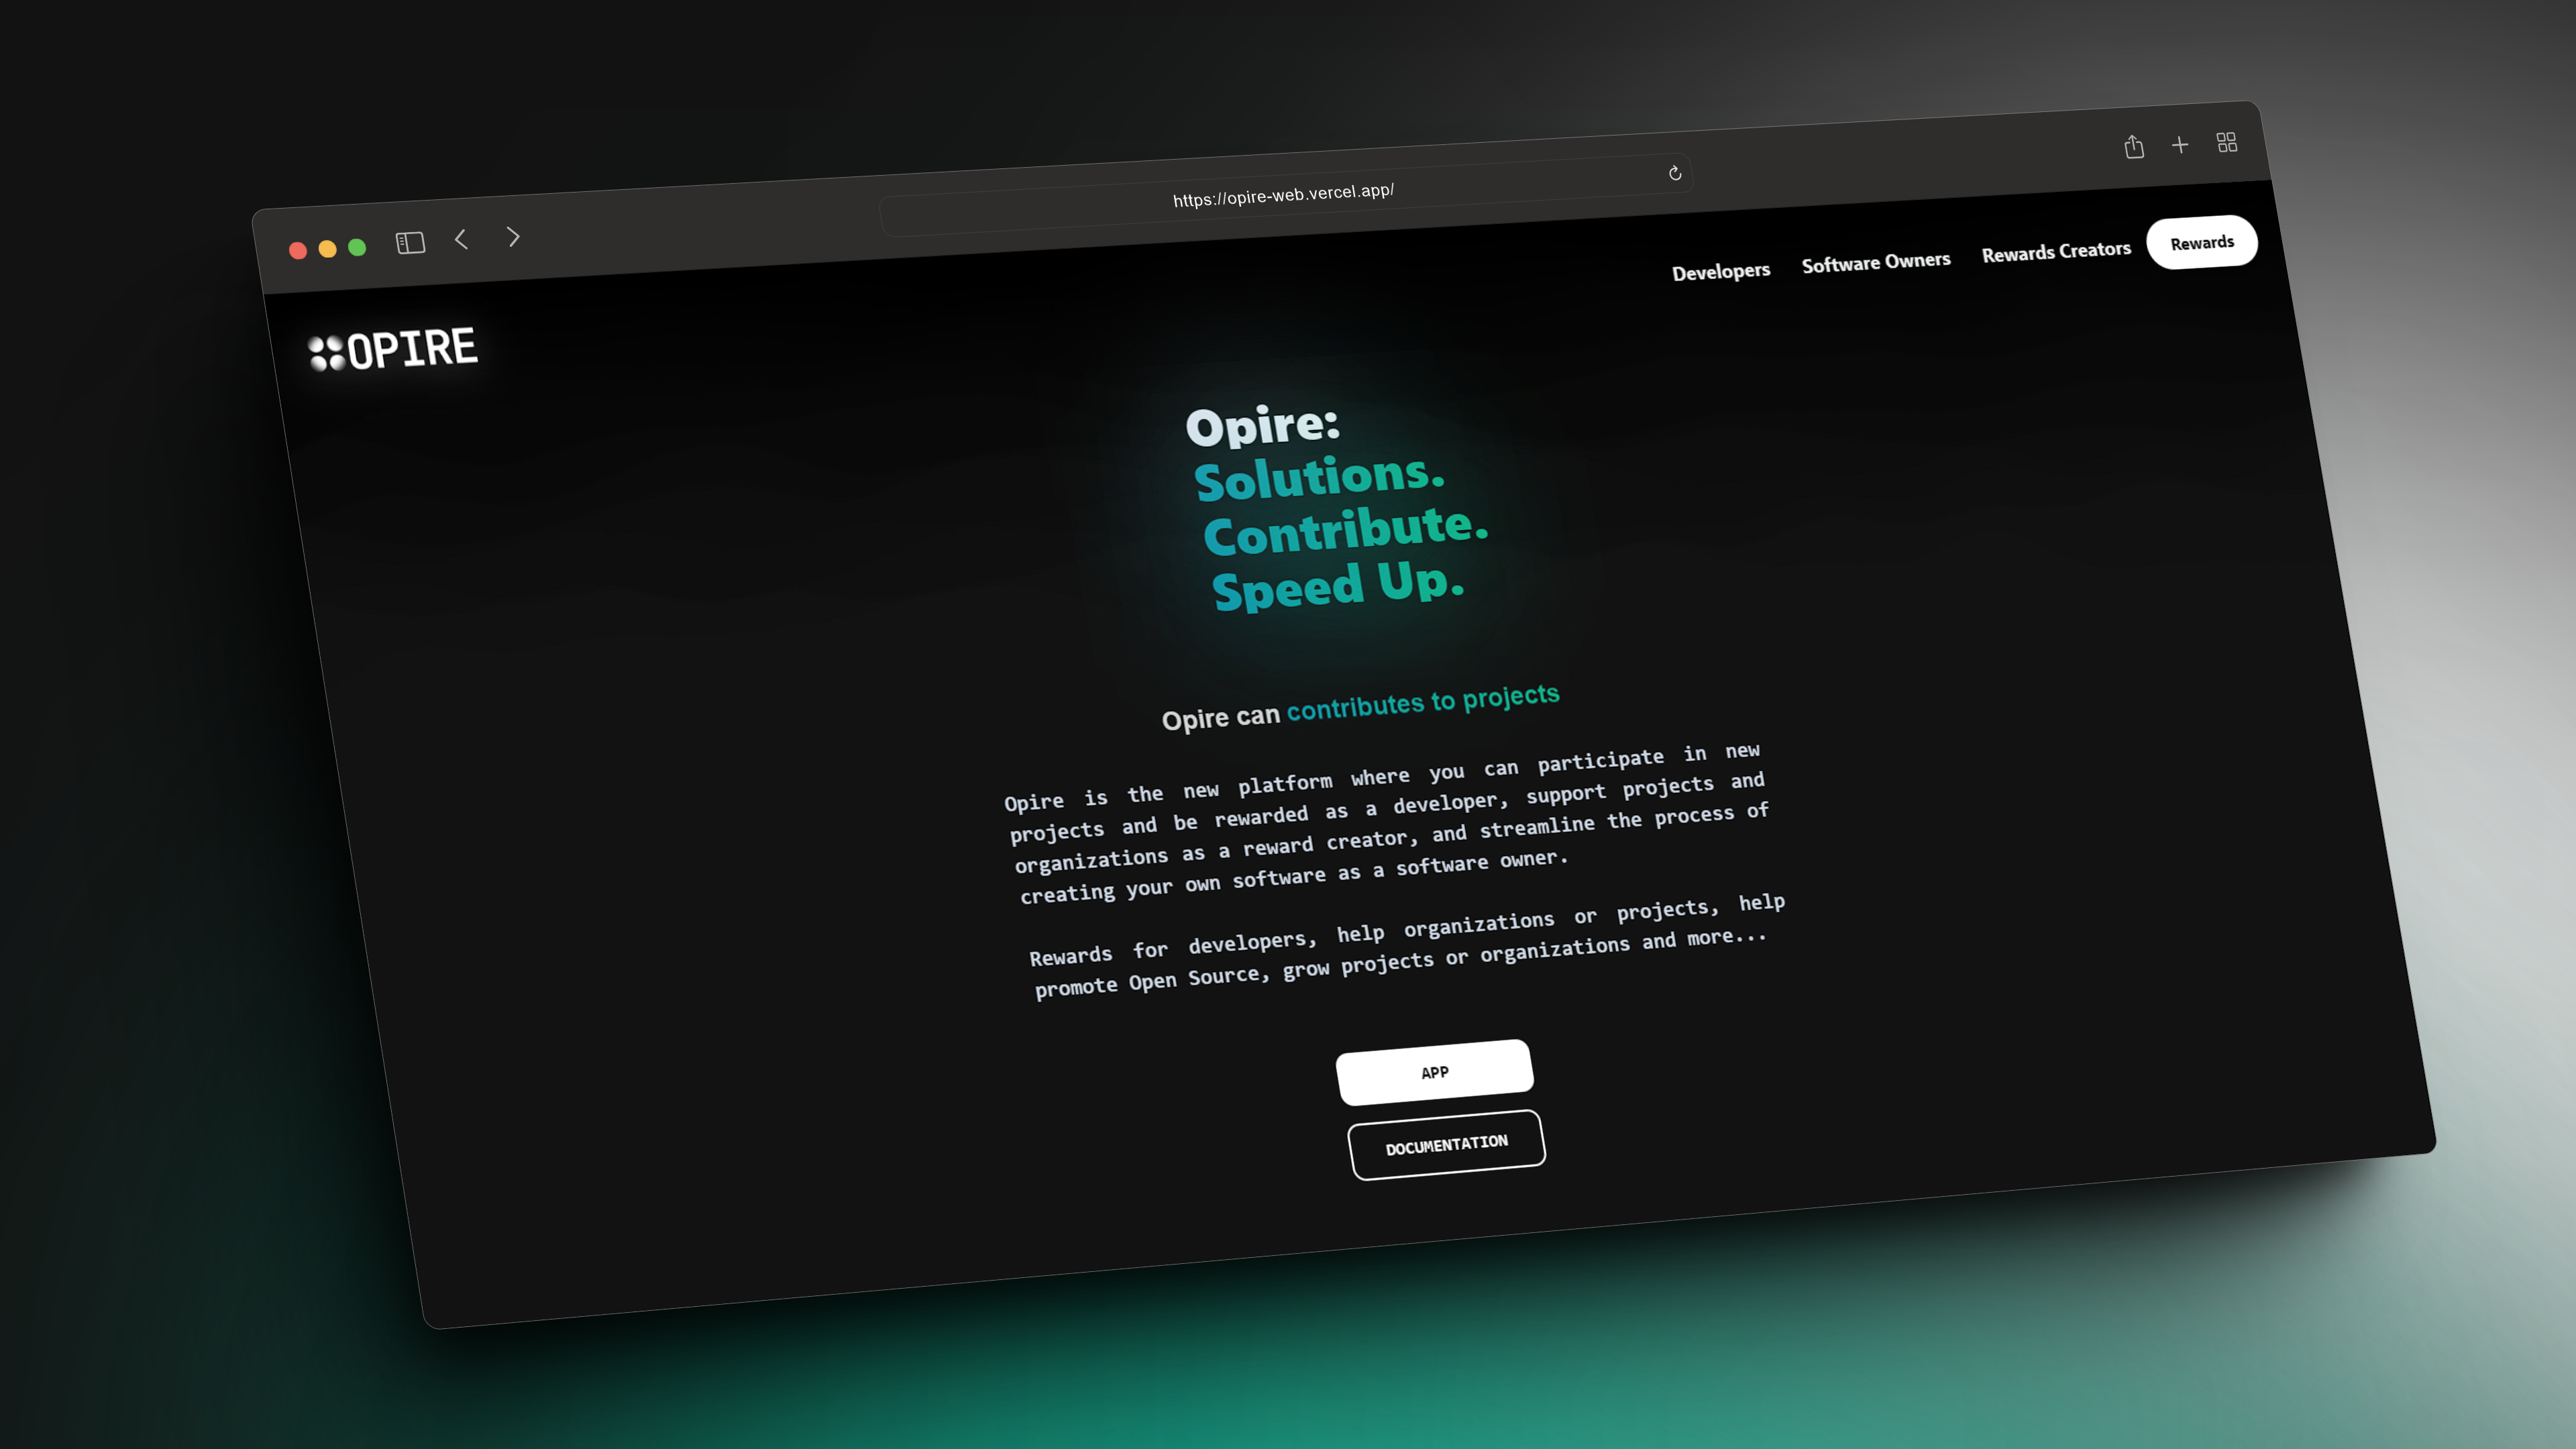 https://opire-web.vercel.app/
Developers Software Owners Rewards Creators Rewards
OPIRE
Opire:
Solutions.
Contribute.
Speed Up.
Opire can contributes to projects
Opire is the new platform where you can participate in new
projects and be rewarded as a developer, support projects and
organizations as a reward creator, and streamline the process of
creating your own software as a software owner.
Rewards for developers, help organizations or projects, help
promote Open Source, grow projects or organizations and more...
APP
DOCUMENTATION